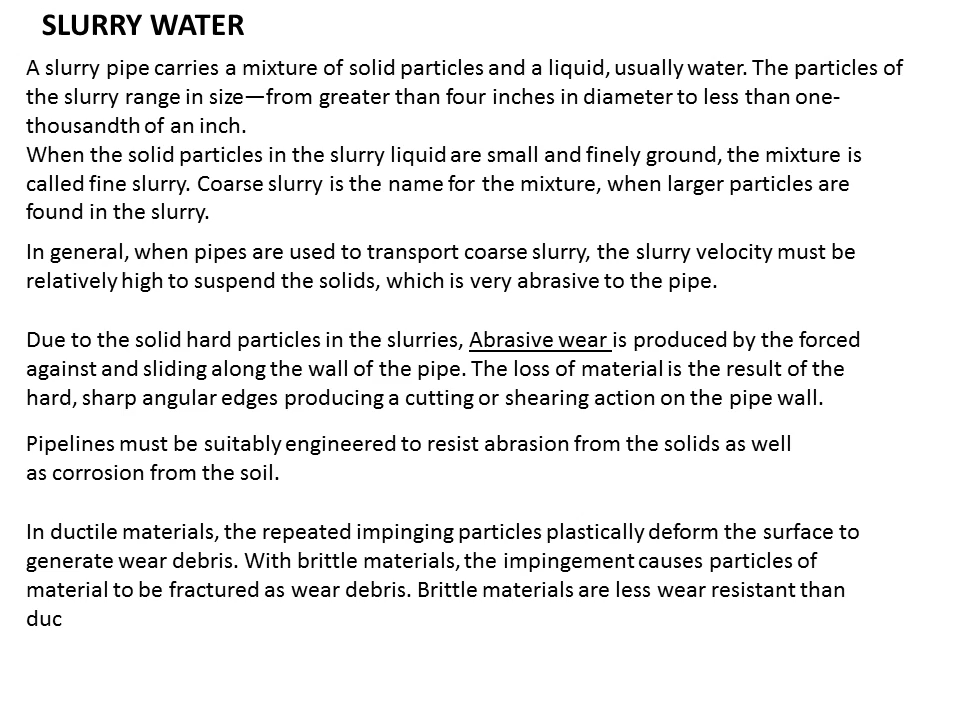 SLURRY WATER
A slurry pipe carries a mixture of solid particles and a liquid, usually water. The particles of
the slurry range in size—from greater than four inches in diameter to less than one-
thousandth of an inch.
When the solid particles in the slurry liquid are small and finely ground, the mixture is
called fine slurry. Coarse slurry is the name for the mixture, when larger particles are
found in the slurry.
In general, when pipes are used to transport coarse slurry, the slurry velocity must be
relatively high to suspend the solids, which is very abrasive to the pipe.
Due to the solid hard particles in the slurries, Abrasive wear is produced by the forced
against and sliding along the wall of the pipe. The loss of material is the result of the
hard, sharp angular edges producing a cutting or shearing action on the pipe wall.
Pipelines must be suitably engineered to resist abrasion from the solids as well
as corrosion from the soil.
In ductile materials, the repeated impinging particles plastically deform the surface to
generate wear debris. With brittle materials, the impingement causes particles of
material to be fractured as wear debris. Brittle materials are less wear resistant than
duc